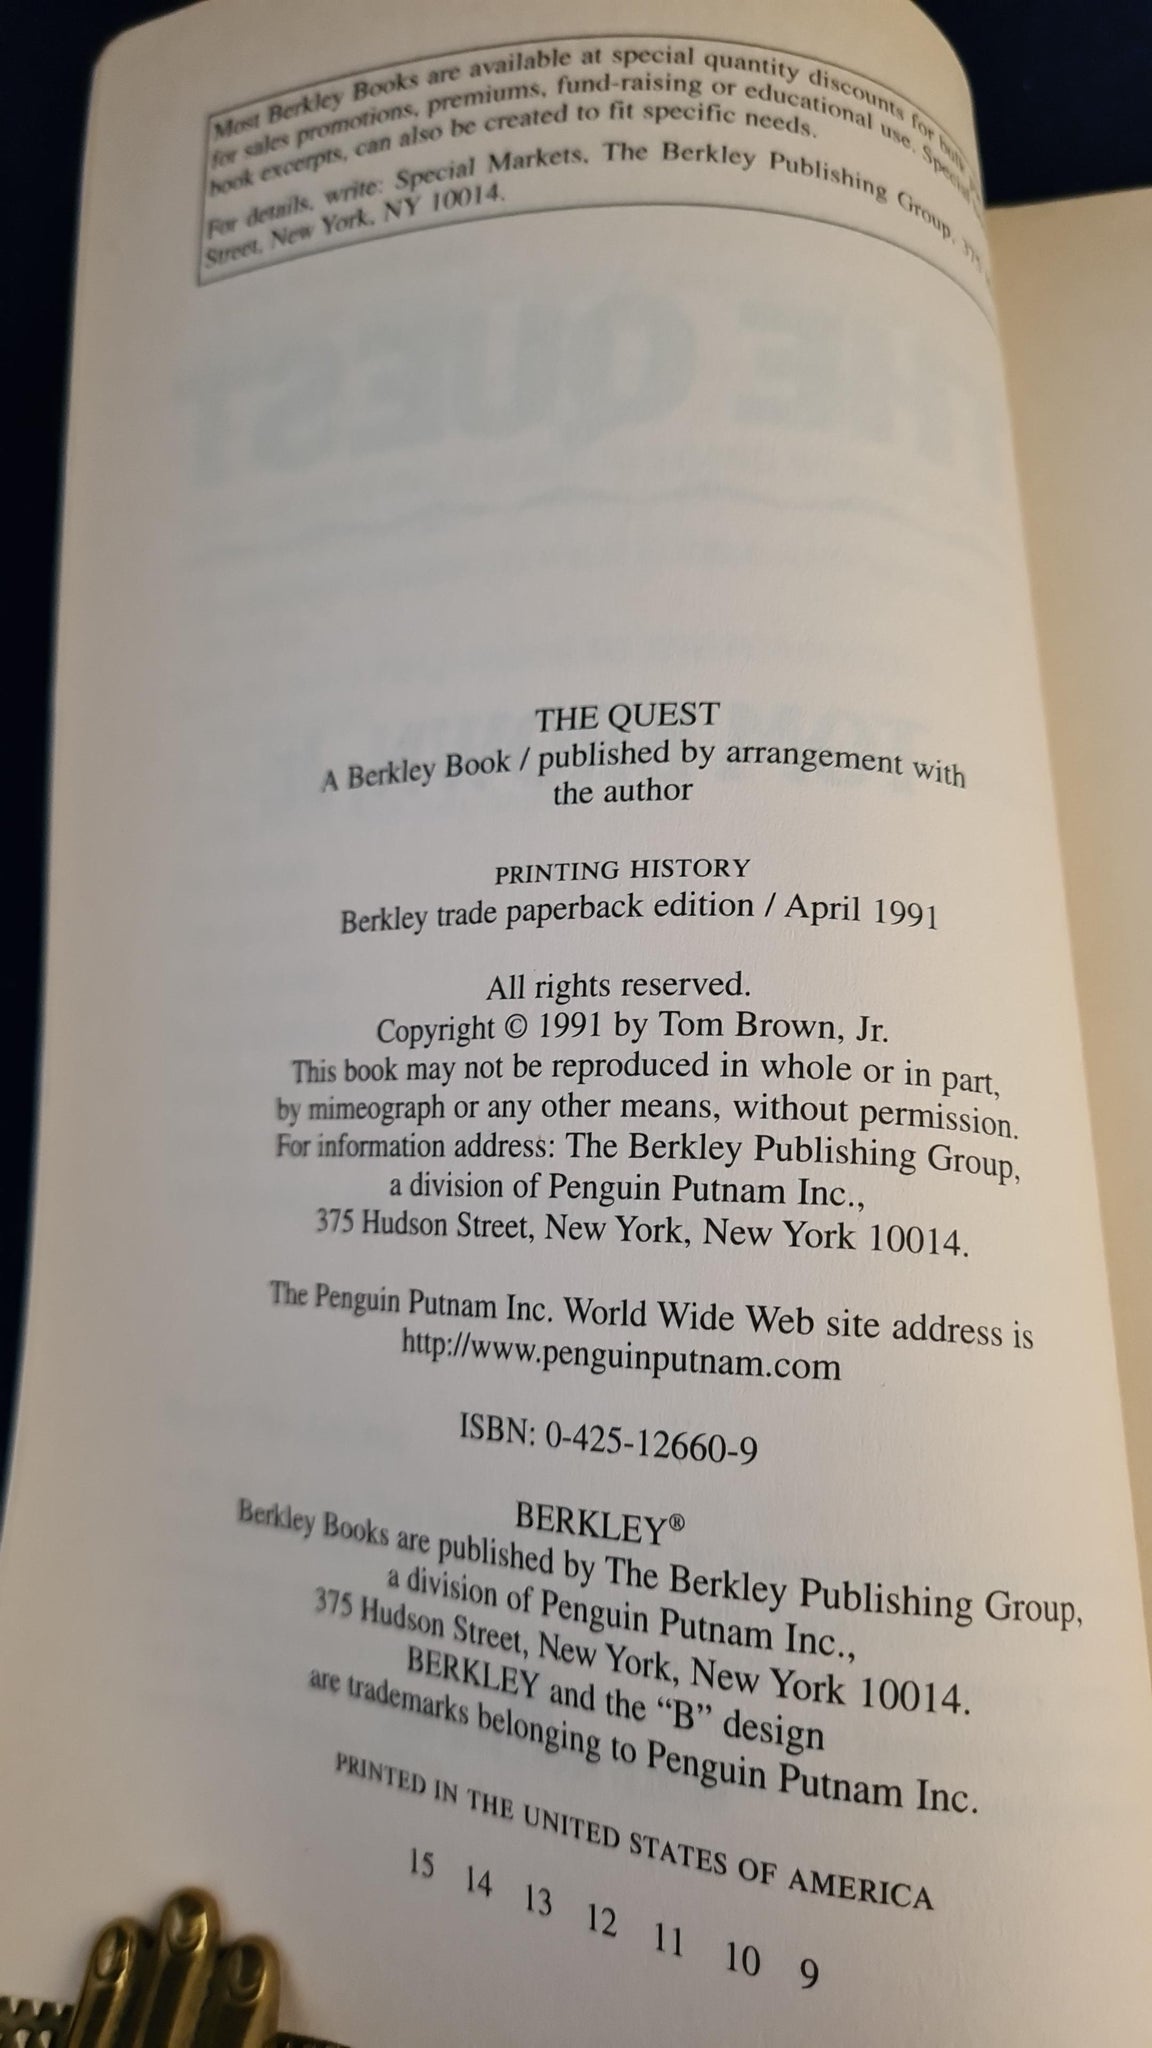 Most Berkley Books are available at special quantity discounts for bulk
for sales promotions, premiums, fund-raising or educational use. Special
book excerpts, can also be created to fit specific needs.
For details, write: Special Markets, The Berkley Publishing Group, 375
Street, New York, NY 10014.
THE QUEST
A Berkley Book / published by arrangement with
the author
PRINTING HISTORY
Berkley trade paperback edition / April 1991
All rights reserved.
Copyright © 1991 by Tom Brown, Jr.
This book may not be reproduced in whole or in part,
by mimeograph or any other means, without permission.
For information address: The Berkley Publishing Group,
a division of Penguin Putnam Inc.,
375 Hudson Street, New York, New York 10014.
The Penguin Putnam Inc. World Wide Web site address is
http://www.penguinputnam.com
ISBN: 0-425-12660-9
BERKLEY®
Berkley Books are published by The Berkley Publishing Group,
a division of Penguin Putnam Inc.,
375 Hudson Street, New York, New York 10014.
BERKLEY and the “B” design
are trademarks belonging to Penguin Putnam Inc.
PRINTED IN THE UNITED STATES OF AMERICA
15 14 13 12 11 10 9